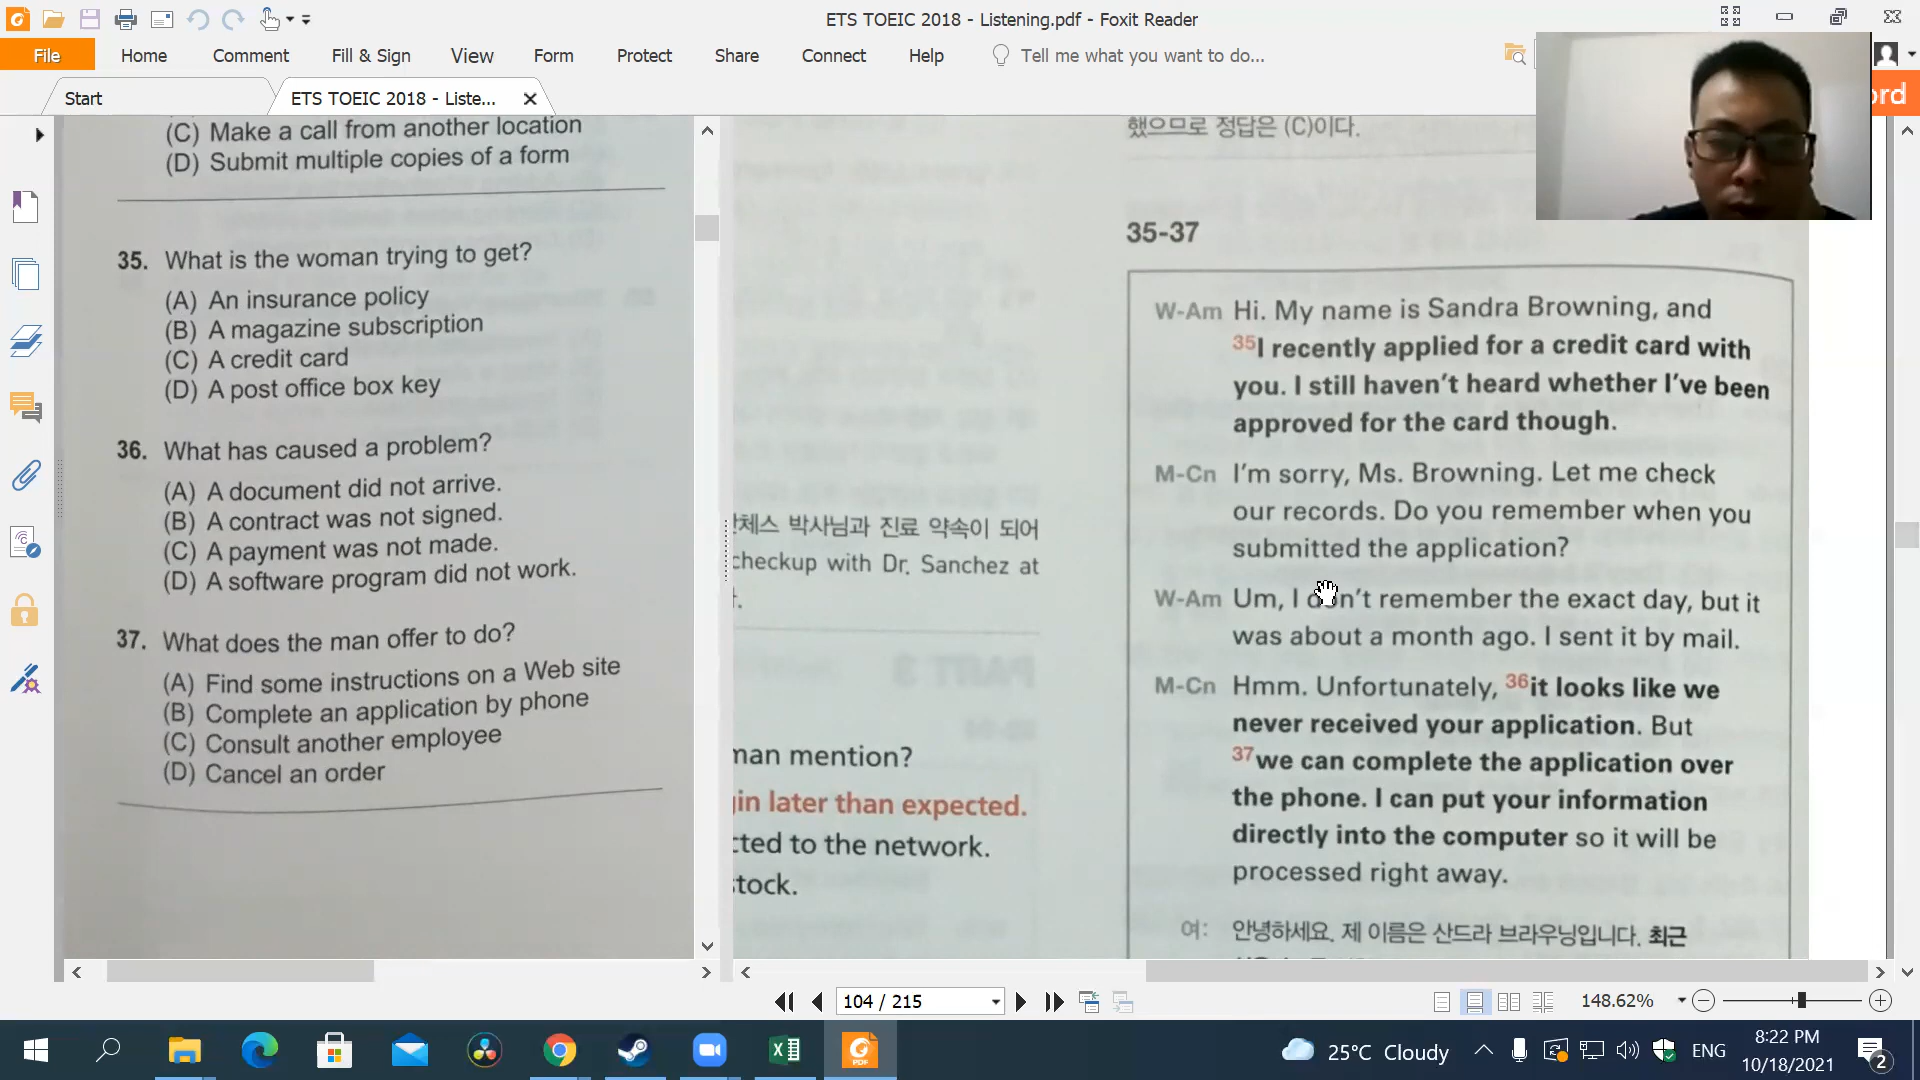 ETS TOEIC 2018 - Listening.pdf - Foxit Reader
File Home Comment Fill & Sign View Form Protect Share Connect Help Tell me what you want to do...
Start
ETS TOEIC 2018 - Liste...
(C) Make a call from another location
(D) Submit multiple copies of a form
35. What is the woman trying to get?
(A) An insurance policy
(B) A magazine subscription
(C) A credit card
(D) A post office box key
36. What has caused a problem?
(A) A document did not arrive.
(B) A contract was not signed.
(C) A payment was not made.
(D) A software program did not work.
37. What does the man offer to do?
(A) Find some instructions on a Web site
(B) Complete an application by phone
(C) Consult another employee
(D) Cancel an order
체스 박사님과 진료 약속이 되어
checkup with Dr. Sanchez at
PART 3
man mention?
in later than expected.
cted to the network.
stock.
했으므로 정답은 (C)이다.
35-37
W-Am Hi. My name is Sandra Browning, and
35I recently applied for a credit card with
you. I still haven't heard whether I've been
approved for the card though.
M-Cn I'm sorry, Ms. Browning. Let me check
our records. Do you remember when you
submitted the application?
W-Am Um, I don't remember the exact day, but it
was about a month ago. I sent it by mail.
M-Cn Hmm. Unfortunately, 36it looks like we
never received your application. But
37we can complete the application over
the phone. I can put your information
directly into the computer so it will be
processed right away.
여: 안녕하세요. 제 이름은 산드라 브라우닝입니다. 최근
104 / 215
148.62%
25°C Cloudy
ENG
8:22 PM
10/18/2021
2